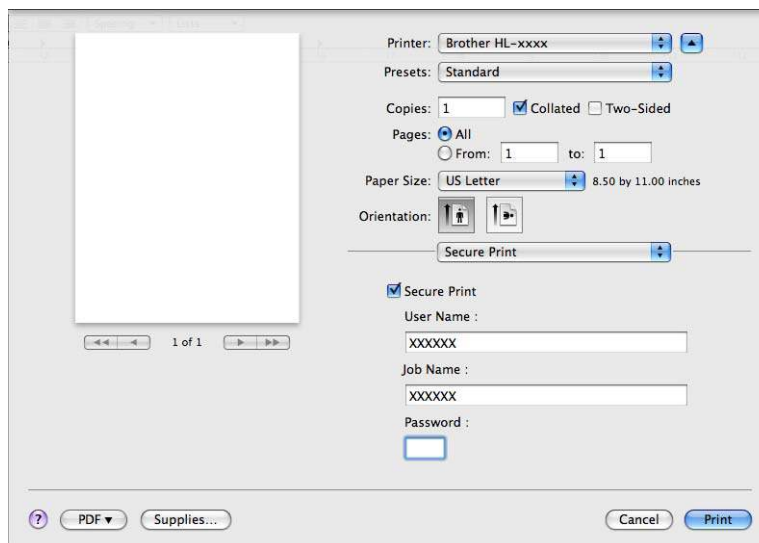 Printer: Brother HL-xxxx
Presets: Standard
Copies: 1 Collated Two-Sided
Pages: All
From: 1 to: 1
Paper Size: US Letter 8.50 by 11.00 inches
Orientation:
Secure Print
Secure Print
User Name :
XXXXXX
Job Name :
XXXXXX
Password :
1 of 1
? PDF▼ Supplies... Cancel Print